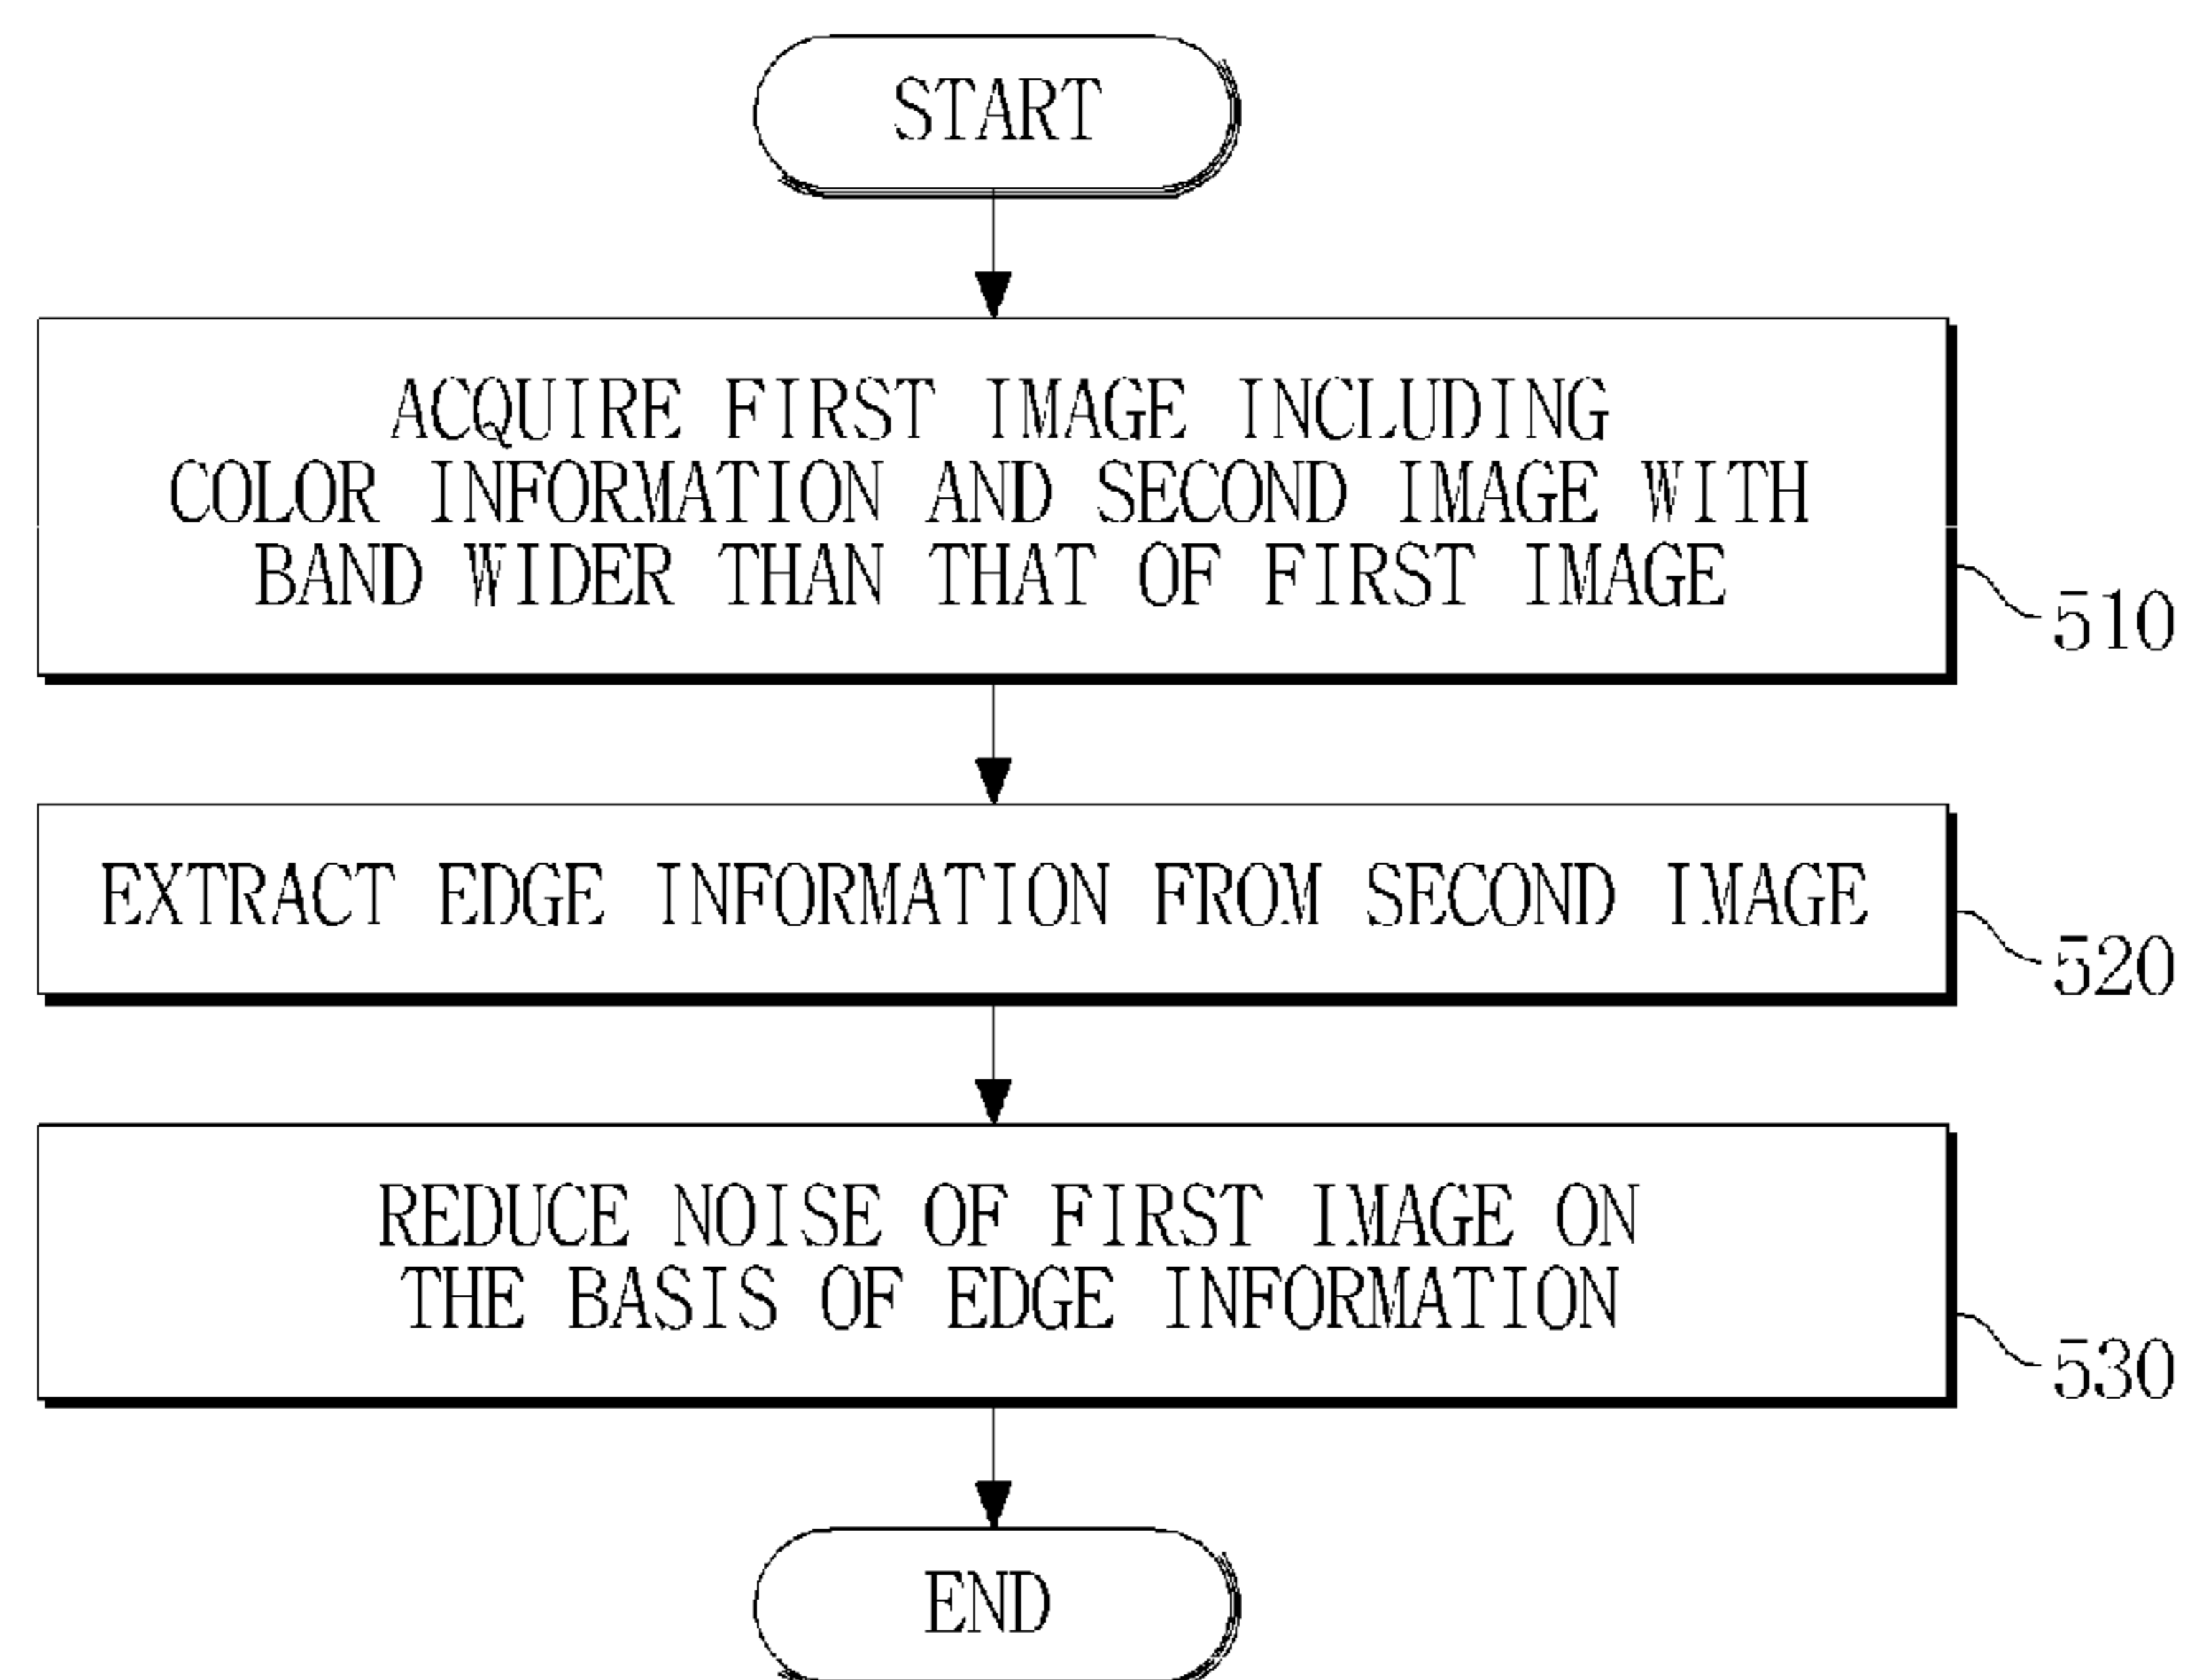 START
ACQUIRE FIRST IMAGE INCLUDING
COLOR INFORMATION AND SECOND IMAGE WITH
BAND WIDER THAN THAT OF FIRST IMAGE
510
EXTRACT EDGE INFORMATION FROM SECOND IMAGE
520
REDUCE NOISE OF FIRST IMAGE ON
THE BASIS OF EDGE INFORMATION
530
END